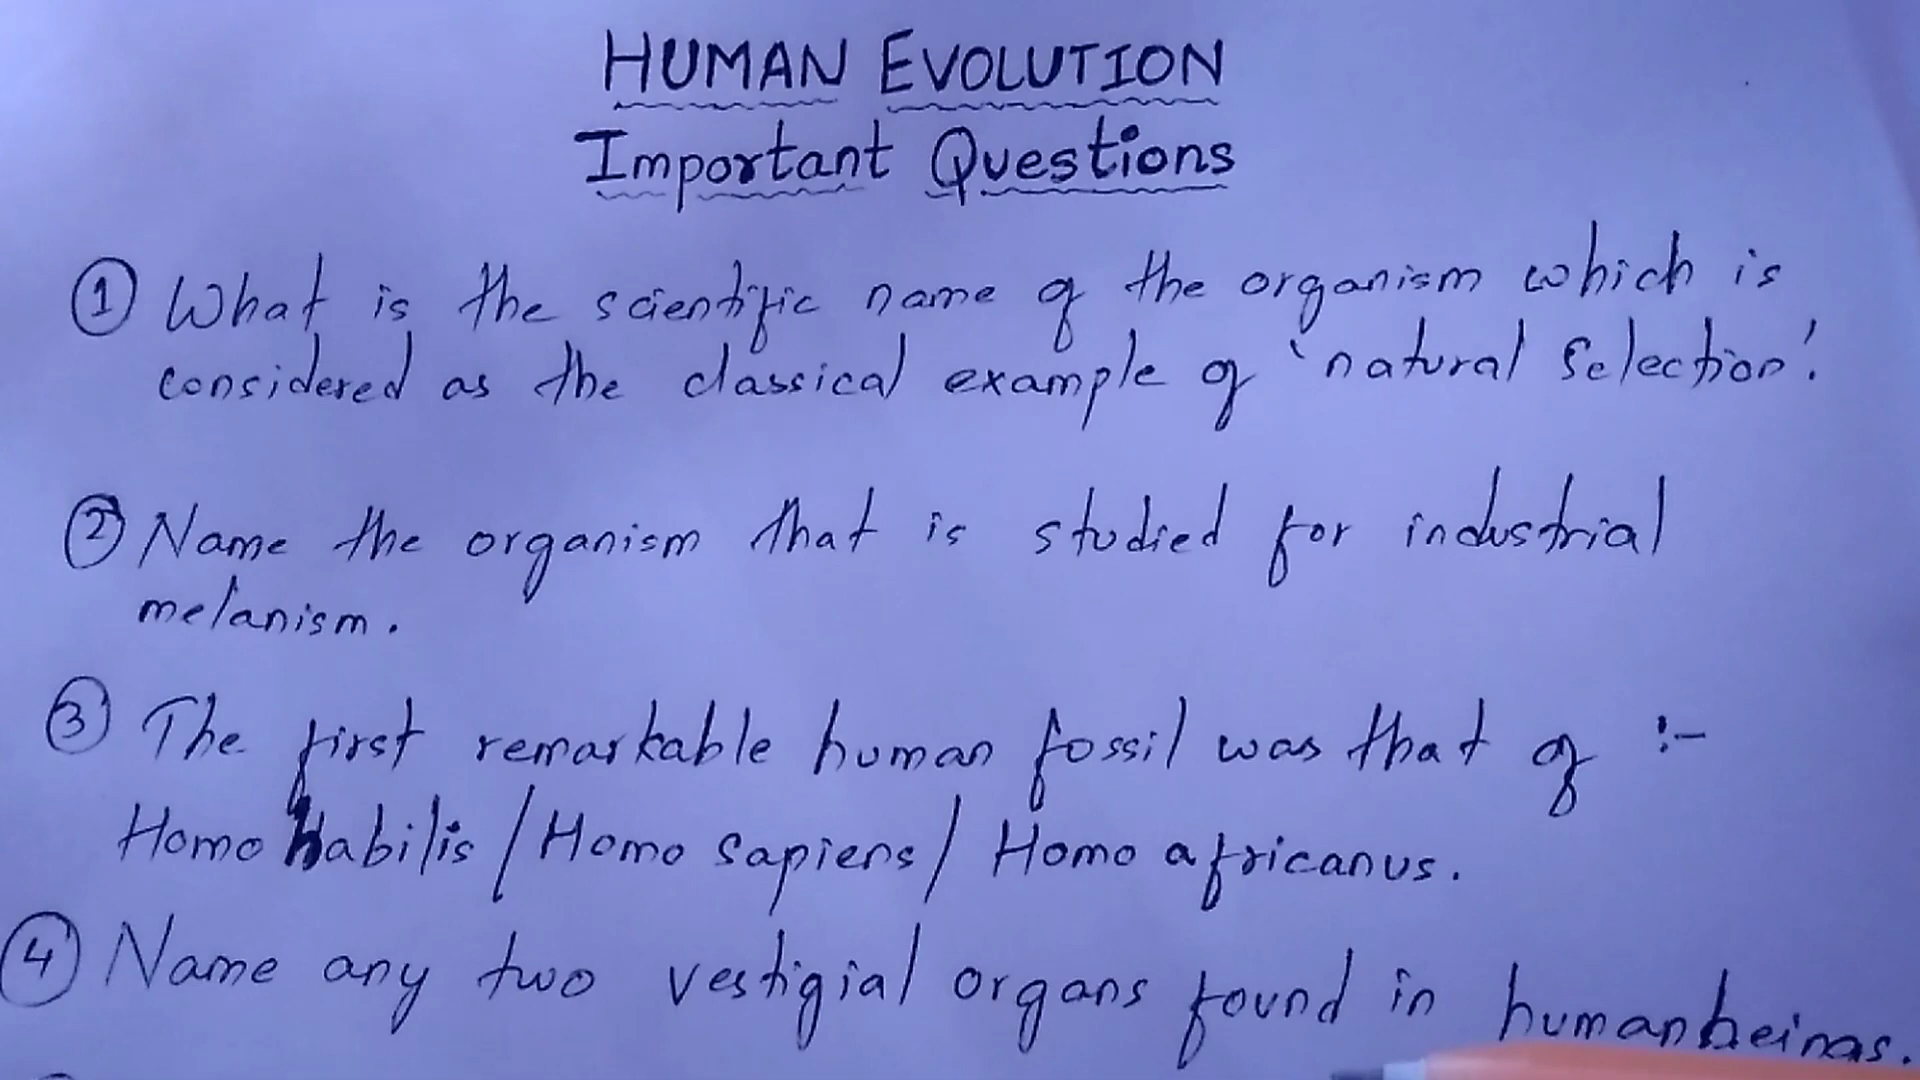 HUMAN EVOLUTION
Important Questions
① What is the scientific name of the organism which is
considered as the classical example of 'natural Selection'.
② Name the organism that is studied for industrial
melanism.
③ The first remarkable human fossil was that of :-
Homo habilis / Homo sapiens / Homo africanus.
④ Name any two vestigial organs found in humanbeings.